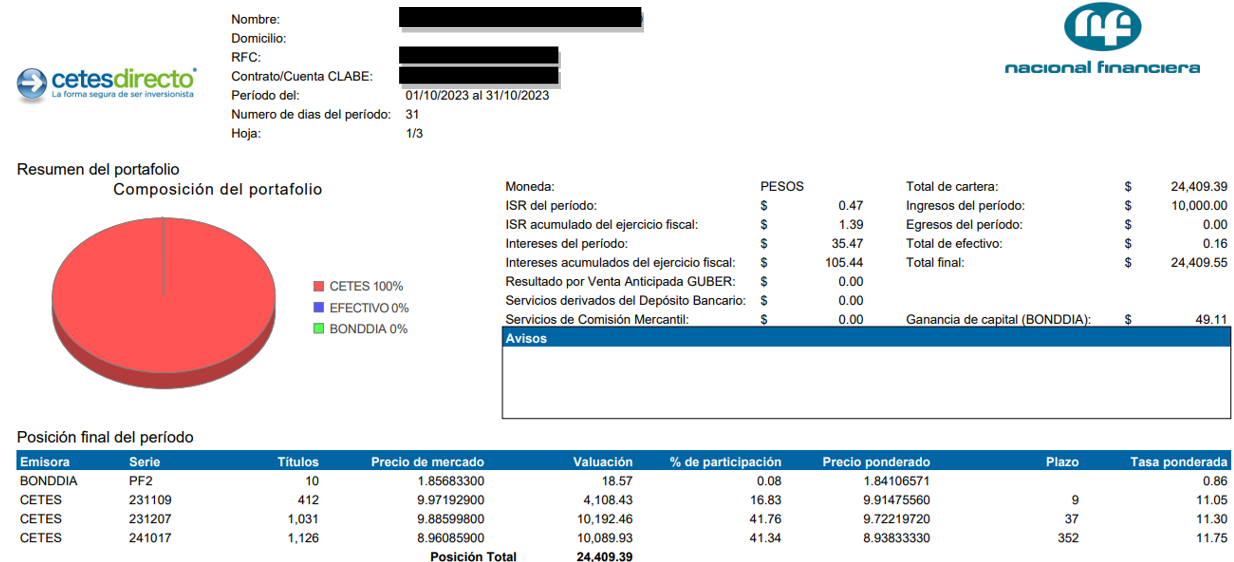 cetesdirecto
La forma segura de ser inversionista
Nombre:
Domicilio:
RFC:
Contrato/Cuenta CLABE:
Período del: 01/10/2023 al 31/10/2023
Numero de dias del período: 31
Hoja: 1/3
nf
nacional financiera
Resumen del portafolio
Composición del portafolio
CETES 100%
EFECTIVO 0%
BONDDIA 0%
Moneda: PESOS
ISR del período: $ 0.47
ISR acumulado del ejercicio fiscal: $ 1.39
Intereses del período: $ 35.47
Intereses acumulados del ejercicio fiscal: $ 105.44
Resultado por Venta Anticipada GUBER: $ 0.00
Servicios derivados del Depósito Bancario: $ 0.00
Servicios de Comisión Mercantil: $ 0.00
Total de cartera: $ 24,409.39
Ingresos del período: $ 10,000.00
Egresos del período: $ 0.00
Total de efectivo: $ 0.16
Total final: $ 24,409.55
Ganancia de capital (BONDDIA): $ 49.11
Avisos
Posición final del período
Emisora Serie Títulos Precio de mercado Valuación % de participación Precio ponderado Plazo Tasa ponderada
BONDDIA PF2 10 1.85683300 18.57 0.08 1.84106571 0.86
CETES 231109 412 9.97192900 4,108.43 16.83 9.91475560 9 11.05
CETES 231207 1,031 9.88599800 10,192.46 41.76 9.72219720 37 11.30
CETES 241017 1,126 8.96085900 10,089.93 41.34 8.93833330 352 11.75
Posición Total 24,409.39